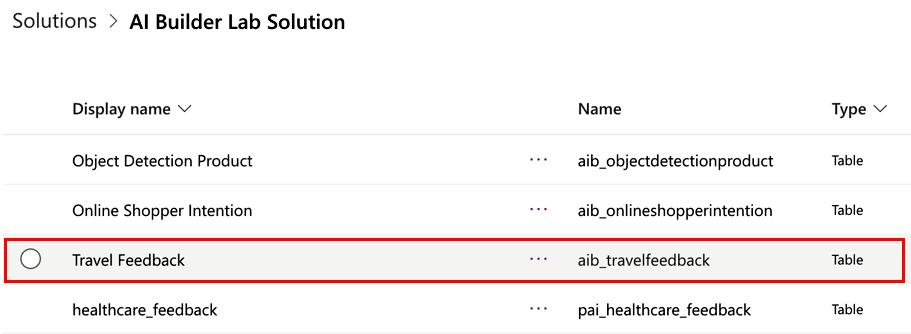 Solutions > AI Builder Lab Solution
Display name Name Type
Object Detection Product ... aib_objectdetectionproduct Table
Online Shopper Intention ... aib_onlineshopperintention Table
Travel Feedback ... aib_travelfeedback Table
healthcare_feedback ... pai_healthcare_feedback Table